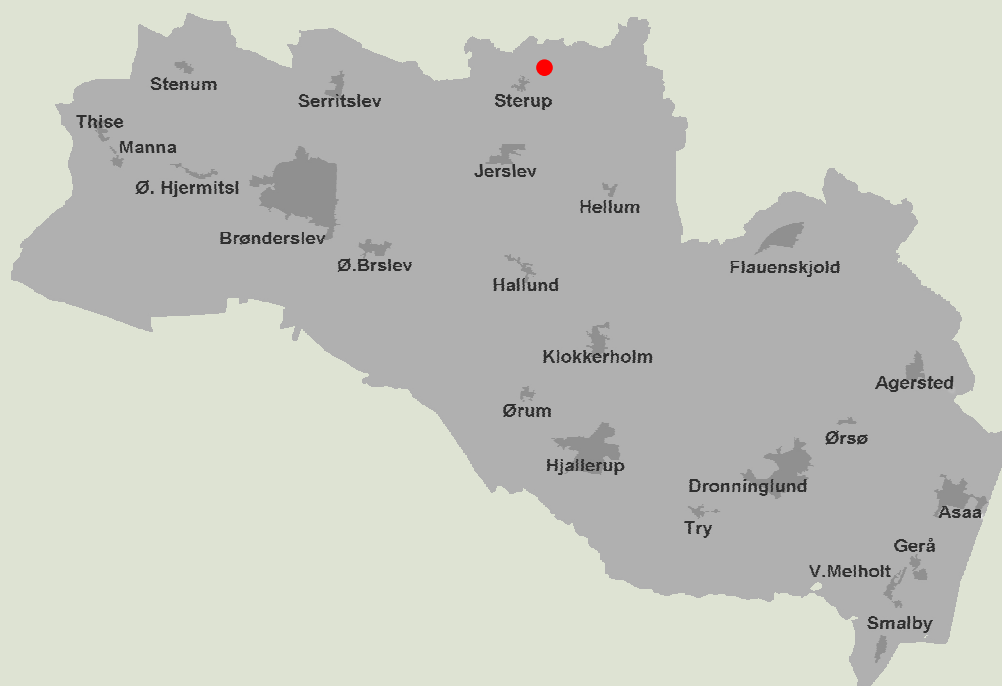 Stenum
Serritslev
Sterup
Thise
Manna
Jerslev
Ø. Hjermitsl
Hellum
Brønderslev
Ø.Brslev
Flauenskjold
Hallund
Klokkerholm
Agersted
Ørum
Ørsø
Hjallerup
Dronninglund
Asaa
Try
Gerå
V.Melholt
Smalby